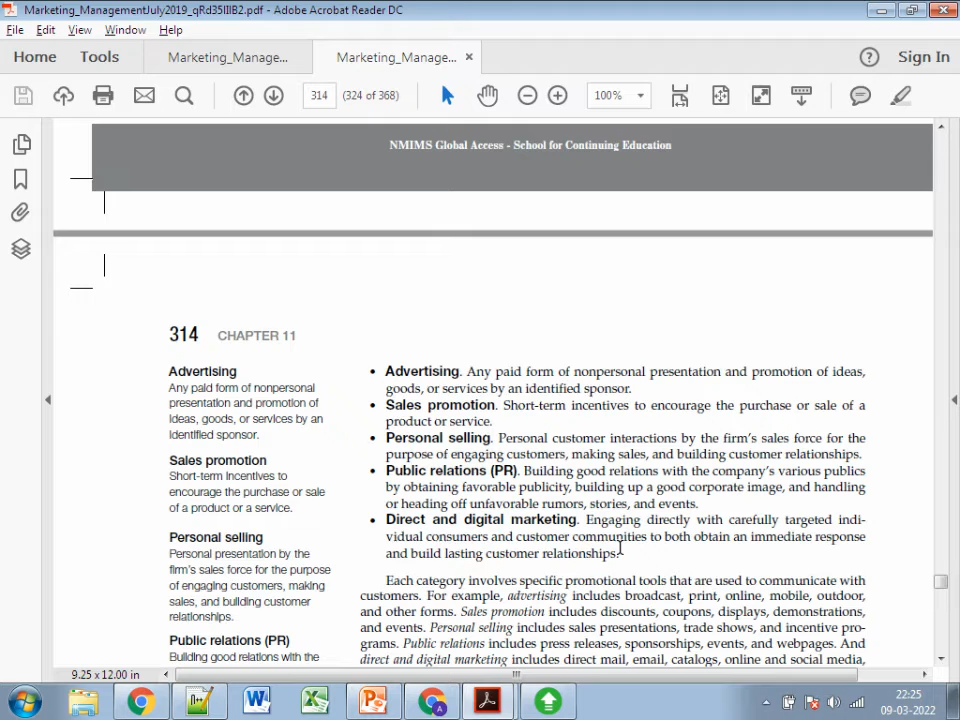 Marketing_ManagementJuly2019_qRd35IIIB2.pdf - Adobe Acrobat Reader DC
File Edit View Window Help
Home Tools Marketing_Manage... Marketing_Manage... × Sign In
314 (324 of 368) 100%
NMIMS Global Access - School for Continuing Education
314 CHAPTER 11
Advertising
Any paid form of nonpersonal
presentation and promotion of
ideas, goods, or services by an
identified sponsor.
Sales promotion
Short-term incentives to
encourage the purchase or sale
of a product or a service.
Personal selling
Personal presentation by the
firm's sales force for the purpose
of engaging customers, making
sales, and building customer
relationships.
Public relations (PR)
Building good relations with the
• Advertising. Any paid form of nonpersonal presentation and promotion of ideas,
goods, or services by an identified sponsor.
• Sales promotion. Short-term incentives to encourage the purchase or sale of a
product or service.
• Personal selling. Personal customer interactions by the firm's sales force for the
purpose of engaging customers, making sales, and building customer relationships.
• Public relations (PR). Building good relations with the company's various publics
by obtaining favorable publicity, building up a good corporate image, and handling
or heading off unfavorable rumors, stories, and events.
• Direct and digital marketing. Engaging directly with carefully targeted indi-
vidual consumers and customer communities to both obtain an immediate response
and build lasting customer relationships.
Each category involves specific promotional tools that are used to communicate with
customers. For example, advertising includes broadcast, print, online, mobile, outdoor,
and other forms. Sales promotion includes discounts, coupons, displays, demonstrations,
and events. Personal selling includes sales presentations, trade shows, and incentive pro-
grams. Public relations includes press releases, sponsorships, events, and webpages. And
direct and digital marketing includes direct mail, email, catalogs, online and social media,
9.25 x 12.00 in
22:25
09-03-2022